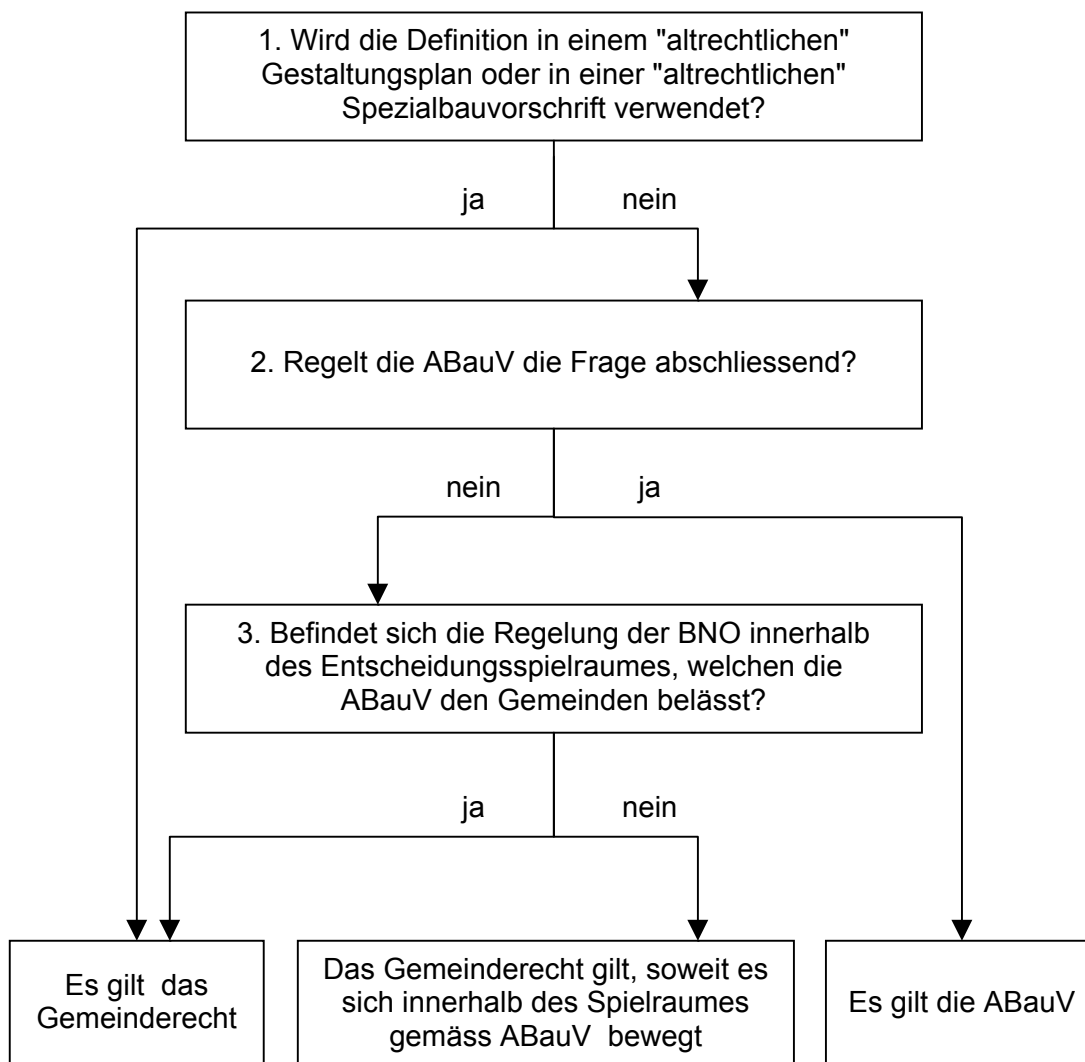 1. Wird die Definition in einem "altrechtlichen"
Gestaltungsplan oder in einer "altrechtlichen"
Spezialbauvorschrift verwendet?
ja
nein
2. Regelt die ABauV die Frage abschliessend?
nein
ja
3. Befindet sich die Regelung der BNO innerhalb
des Entscheidungsspielraumes, welchen die
ABauV den Gemeinden belässt?
ja
nein
Es gilt das
Gemeinderecht
Das Gemeinderecht gilt, soweit es
sich innerhalb des Spielraumes
gemäss ABauV bewegt
Es gilt die ABauV